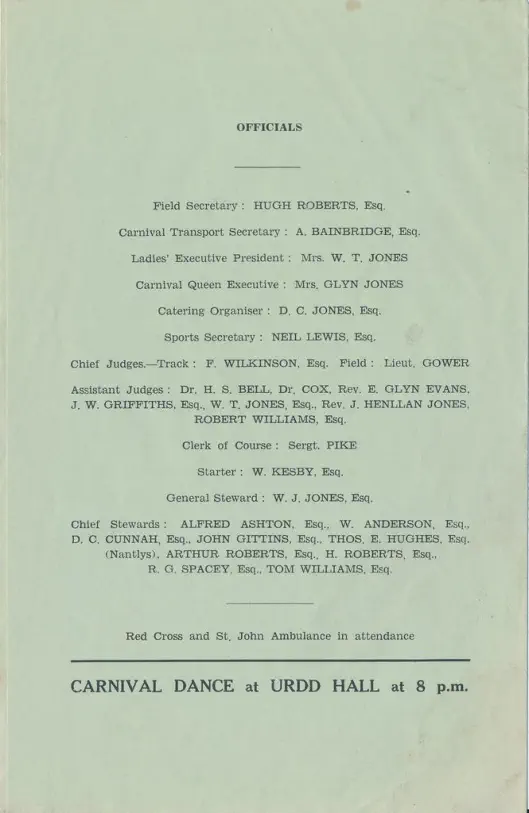 OFFICIALS
Field Secretary : HUGH ROBERTS, Esq.
Carnival Transport Secretary : A. BAINBRIDGE, Esq.
Ladies' Executive President : Mrs. W. T. JONES
Carnival Queen Executive : Mrs. GLYN JONES
Catering Organiser : D. C. JONES, Esq.
Sports Secretary : NEIL LEWIS, Esq.
Chief Judges.—Track : F. WILKINSON, Esq. Field : Lieut. GOWER
Assistant Judges : Dr. H. S. BELL, Dr. COX, Rev. E. GLYN EVANS,
J. W. GRIFFITHS, Esq., W. T. JONES, Esq., Rev. J. HENLLAN JONES,
ROBERT WILLIAMS, Esq.
Clerk of Course : Sergt. PIKE
Starter : W. KESBY, Esq.
General Steward : W. J. JONES, Esq.
Chief Stewards : ALFRED ASHTON, Esq., W. ANDERSON, Esq.,
D. C. CUNNAH, Esq., JOHN GITTINS, Esq., THOS. E. HUGHES, Esq.
(Nantlys), ARTHUR ROBERTS, Esq., H. ROBERTS, Esq.,
R. G. SPACEY, Esq., TOM WILLIAMS, Esq.
Red Cross and St. John Ambulance in attendance
CARNIVAL DANCE at URDD HALL at 8 p.m.